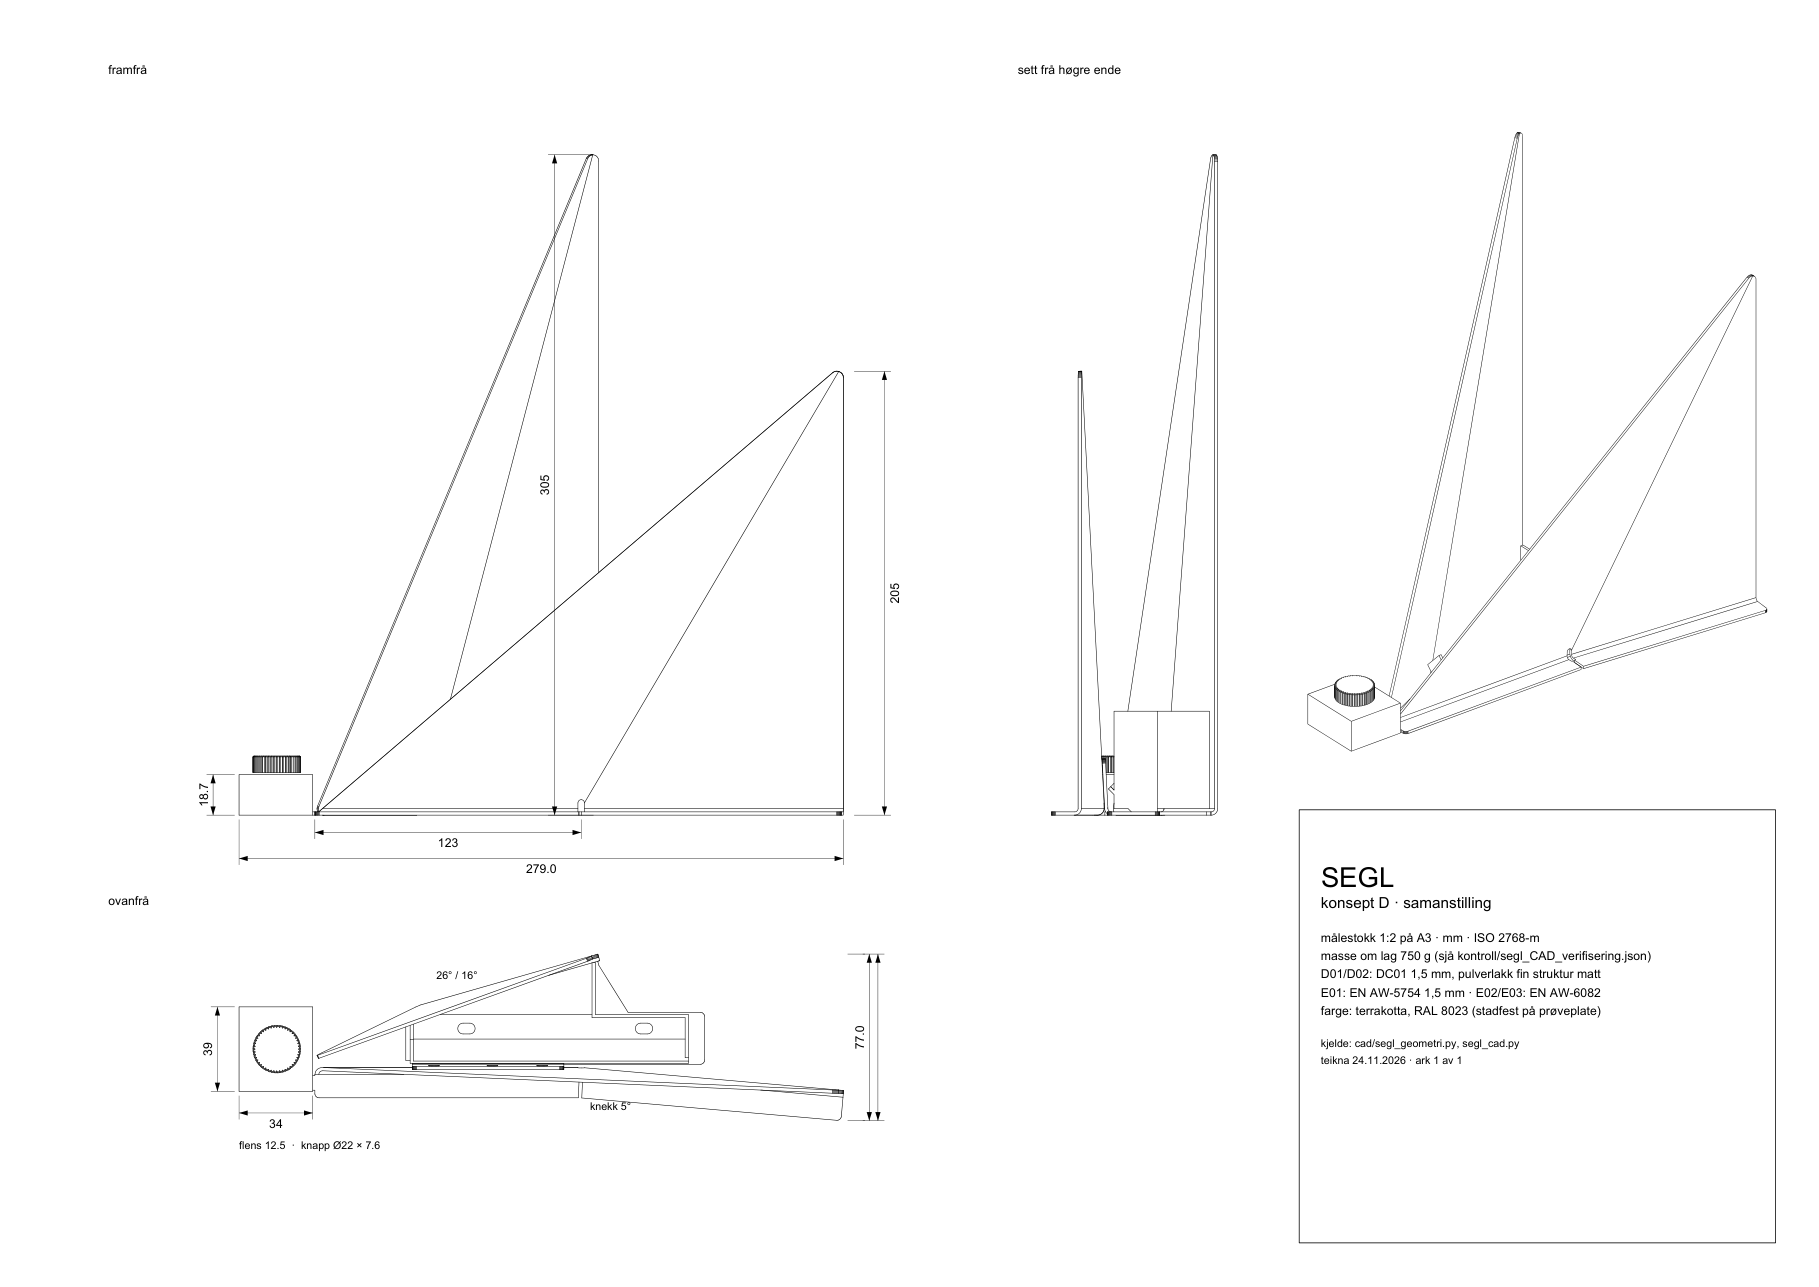 framfrå
sett frå høgre ende
305
205
18.7
123
279.0
ovanfrå
26° / 16°
39
77.0
knekk 5°
34
flens 12.5 · knapp Ø22 × 7.6
SEGL
konsept D · samanstilling
målestokk 1:2 på A3 · mm · ISO 2768-m
masse om lag 750 g (sjå kontroll/segl_CAD_verifisering.json)
D01/D02: DC01 1,5 mm, pulverlakk fin struktur matt
E01: EN AW-5754 1,5 mm · E02/E03: EN AW-6082
farge: terrakotta, RAL 8023 (stadfest på prøveplate)
kjelde: cad/segl_geometri.py, segl_cad.py
teikna 24.11.2026 · ark 1 av 1